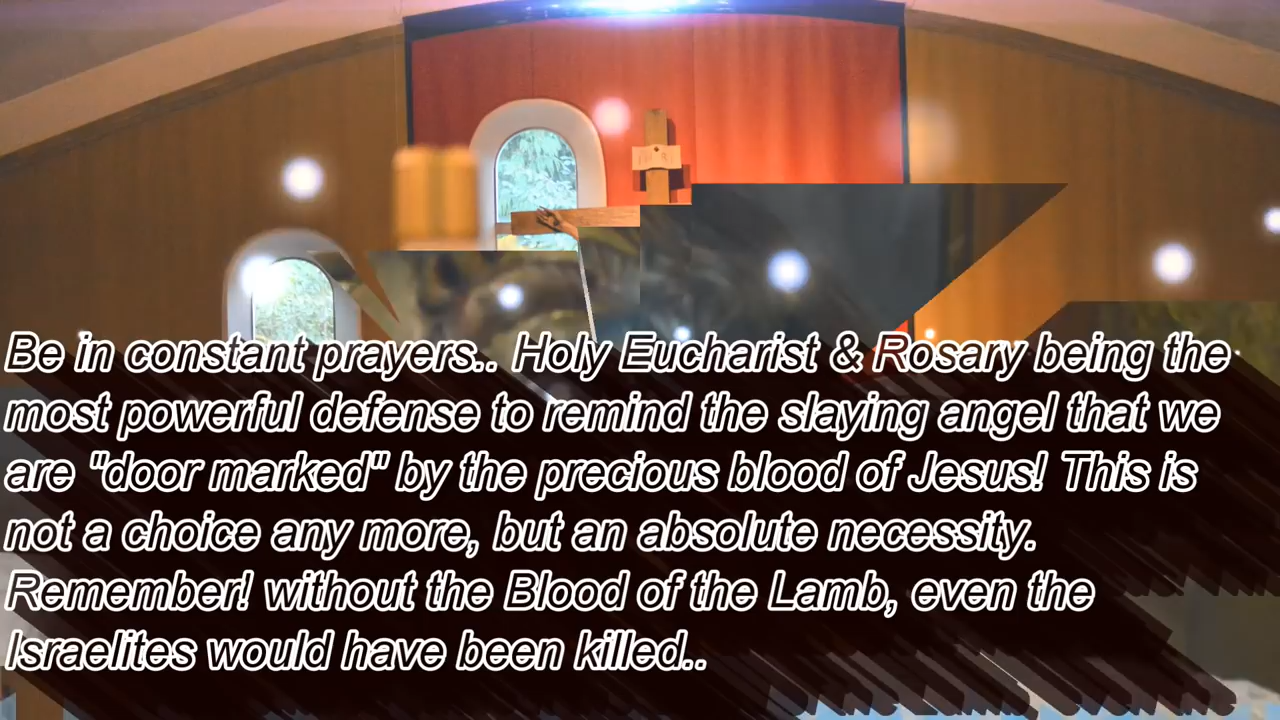 Be in constant prayers.. Holy Eucharist & Rosary being the
most powerful defense to remind the slaying angel that we
are "door marked" by the precious blood of Jesus! This is
not a choice any more, but an absolute necessity.
Remember! without the Blood of the Lamb, even the
Israelites would have been killed..